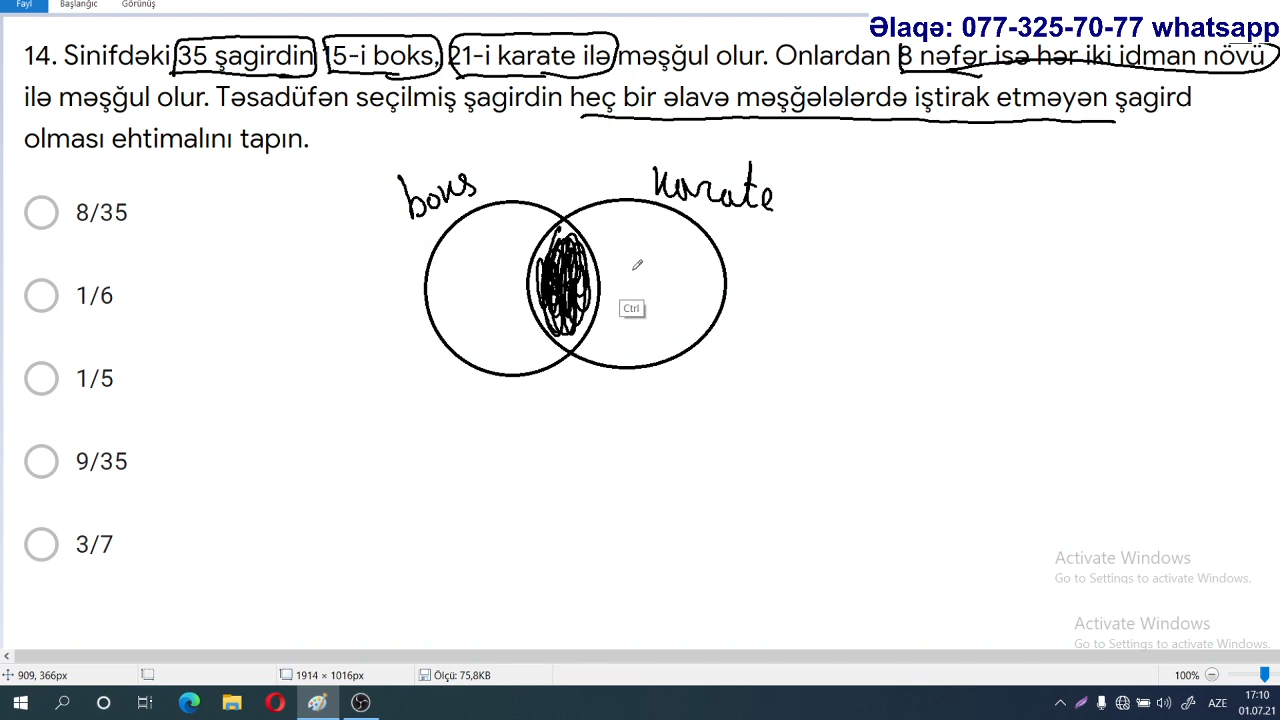 Fayl Başlanğıc Görünüş
Əlaqə: 077-325-70-77 whatsapp
14. Sinifdəki 35 şagirdin 15-i boks, 21-i karate ilə məşğul olur. Onlardan 8 nəfər isə hər iki idman növü
ilə məşğul olur. Təsadüfən seçilmiş şagirdin heç bir əlavə məşğələlərdə iştirak etməyən şagird
olması ehtimalını tapın.
boks
karate
8/35
1/6
Ctrl
1/5
9/35
3/7
Activate Windows
Go to Settings to activate Windows.
Activate Windows
Go to Settings to activate Windows.
909, 366px
1914 × 1016px
Ölçü: 75,8KB
100%
AZE
17:10
01.07.21